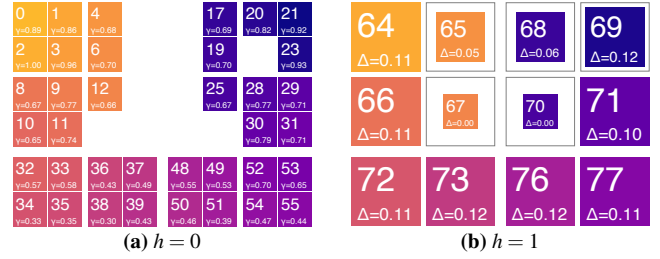 0 1 4 17 20 21
γ=0.89 γ=0.86 γ=0.68 γ=0.69 γ=0.82 γ=0.92
2 3 6 19 23
γ=1.00 γ=0.96 γ=0.70 γ=0.70 γ=0.93
8 9 12 25 28 29
γ=0.67 γ=0.77 γ=0.66 γ=0.67 γ=0.77 γ=0.71
10 11 30 31
γ=0.65 γ=0.74 γ=0.79 γ=0.71
32 33 36 37 48 49 52 53
γ=0.57 γ=0.58 γ=0.43 γ=0.49 γ=0.55 γ=0.53 γ=0.70 γ=0.65
34 35 38 39 50 51 54 55
γ=0.33 γ=0.35 γ=0.30 γ=0.43 γ=0.46 γ=0.39 γ=0.47 γ=0.44
(a) h = 0
64 65 68 69
Δ=0.11 Δ=0.05 Δ=0.06 Δ=0.12
66 67 70 71
Δ=0.11 Δ=0.00 Δ=0.00 Δ=0.10
72 73 76 77
Δ=0.11 Δ=0.12 Δ=0.12 Δ=0.11
(b) h = 1